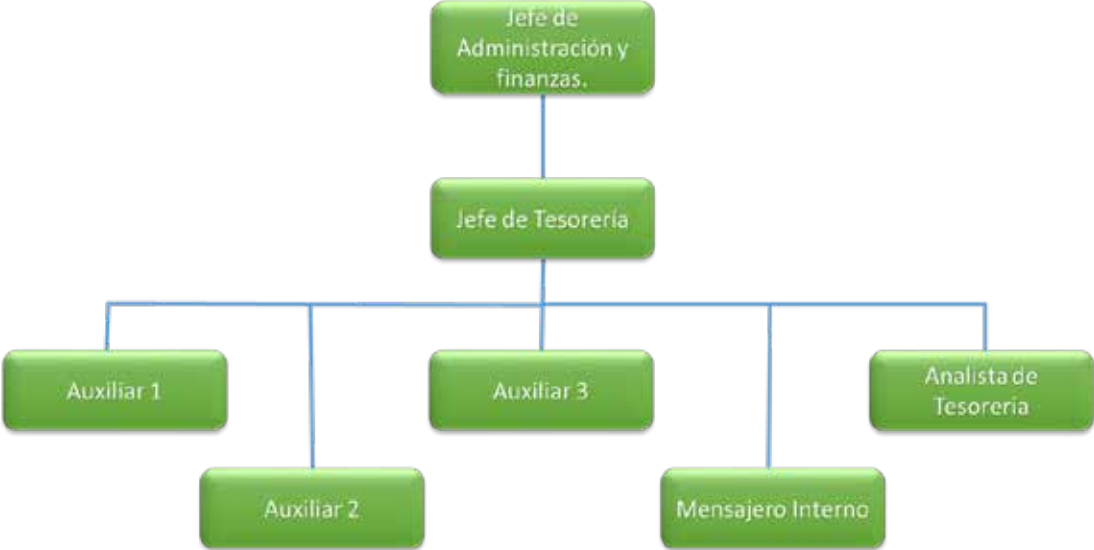 Jefe de
Administración y
finanzas.
Jefe de Tesorería
Auxiliar 1
Auxiliar 3
Analista de
Tesorería
Auxiliar 2
Mensajero Interno